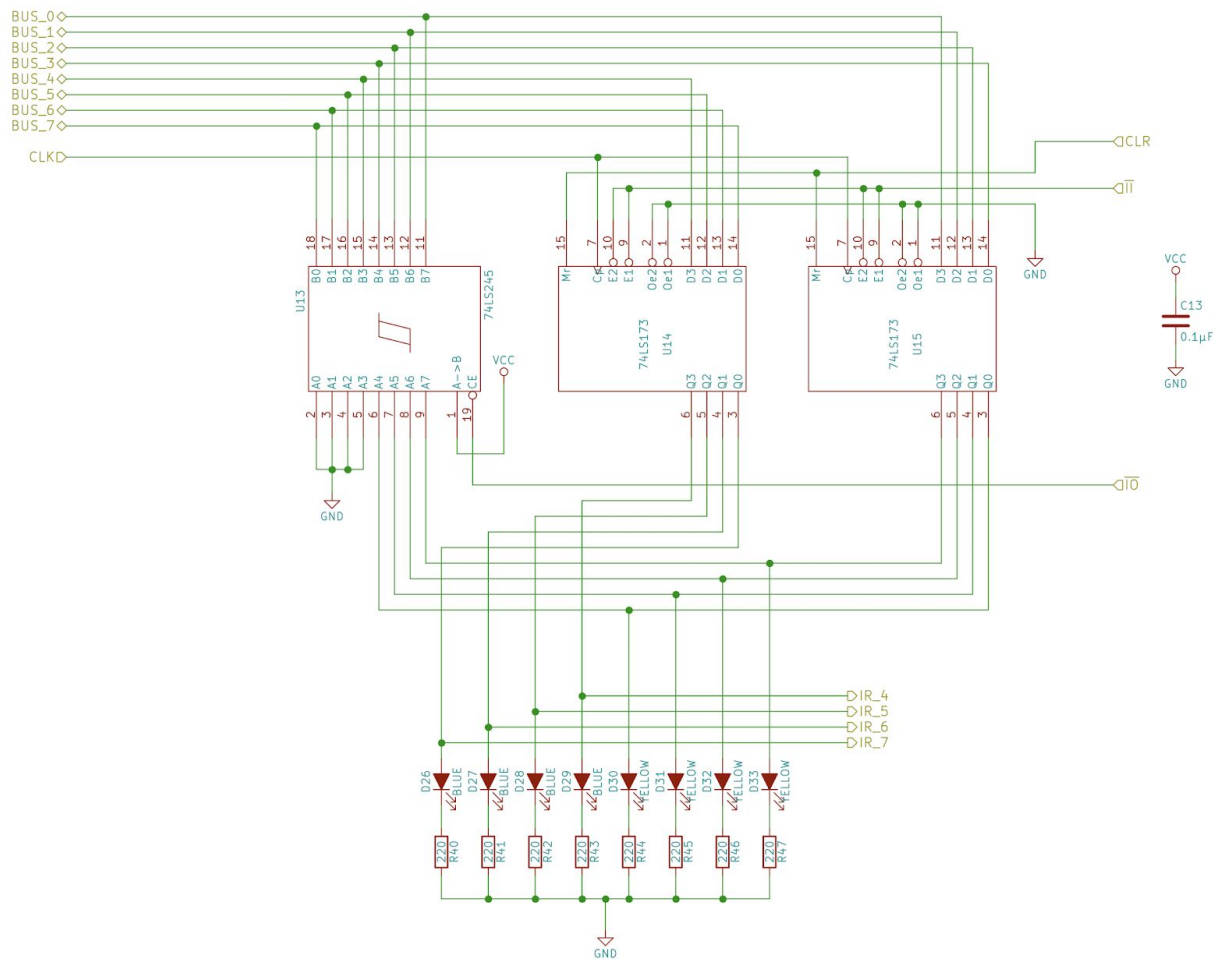 BUS_0
BUS_1
BUS_2
BUS_3
BUS_4
BUS_5
BUS_6
BUS_7
CLK
CLR
II
18 17 16 15 14 13 12 11
15 7 10 9 2 1 11 12 13 14
15 7 10 9 2 1 11 12 13 14
B0 B1 B2 B3 B4 B5 B6 B7
Mr Cp E2 E1 Oe2 Oe1 D3 D2 D1 D0
Mr Cp E2 E1 Oe2 Oe1 D3 D2 D1 D0
GND
U13
74LS245
74LS173
U14
74LS173
U15
VCC
C13
0.1µF
GND
VCC
A0 A1 A2 A3 A4 A5 A6 A7 A->B CE
Q3 Q2 Q1 Q0
Q3 Q2 Q1 Q0
2 3 4 5 6 7 8 9 1 19
6 5 4 3
6 5 4 3
IO
GND
IR_4
IR_5
IR_6
IR_7
D26 BLUE
D27 BLUE
D28 BLUE
D29 BLUE
D30 YELLOW
D31 YELLOW
D32 YELLOW
D33 YELLOW
220 R40
220 R41
220 R42
220 R43
220 R44
220 R45
220 R46
220 R47
GND